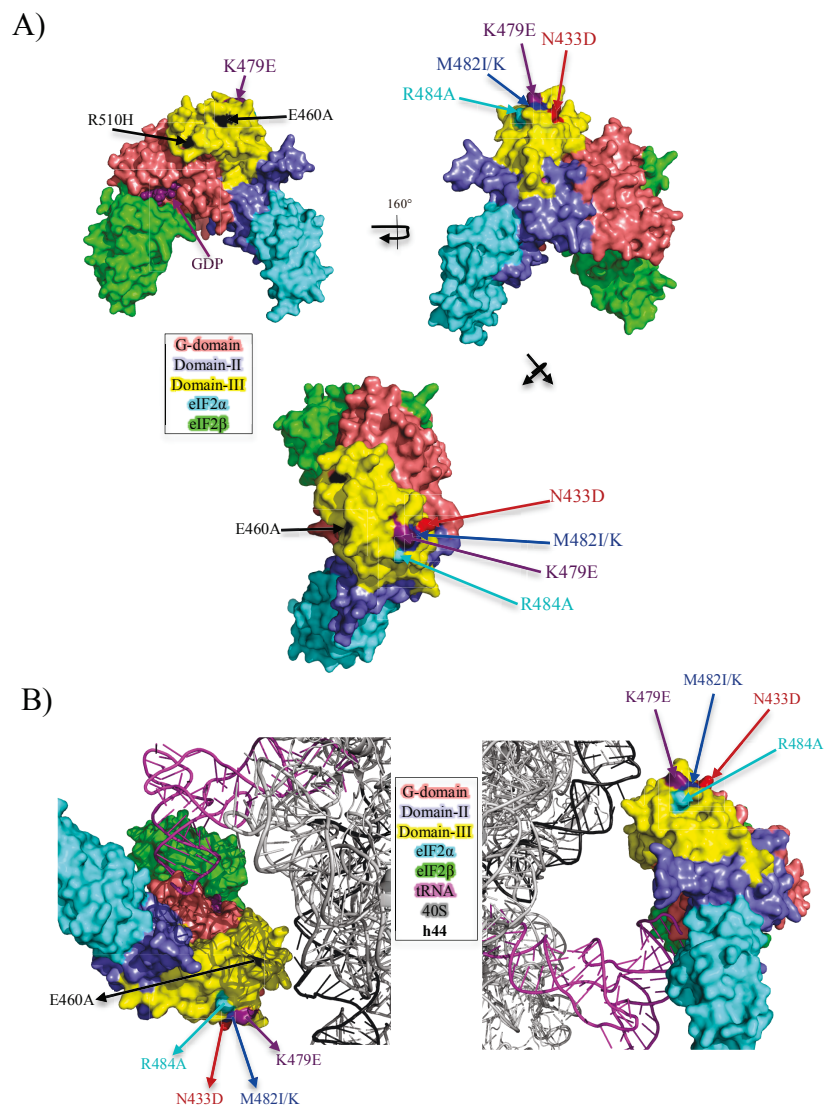 A)
K479E
R510H
E460A
GDP
160°
K479E
N433D
M482I/K
R484A
G-domain
Domain-II
Domain-III
eIF2α
eIF2β
E460A
N433D
M482I/K
K479E
R484A
B)
E460A
R484A
K479E
N433D
M482I/K
G-domain
Domain-II
Domain-III
eIF2α
eIF2β
tRNA
40S
h44
M482I/K
K479E
N433D
R484A